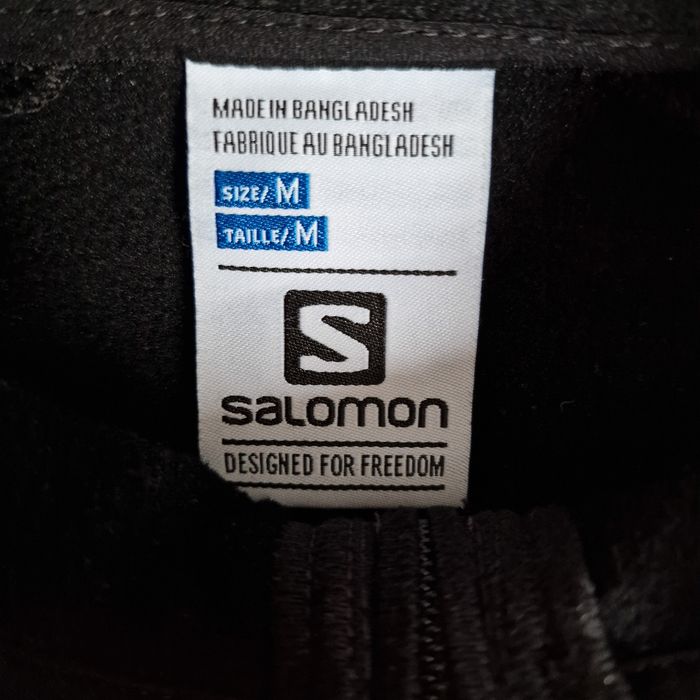 MADE IN BANGLADESH
FABRIQUE AU BANGLADESH
SIZE/ M
TAILLE/ M
S
SALOMON
DESIGNED FOR FREEDOM